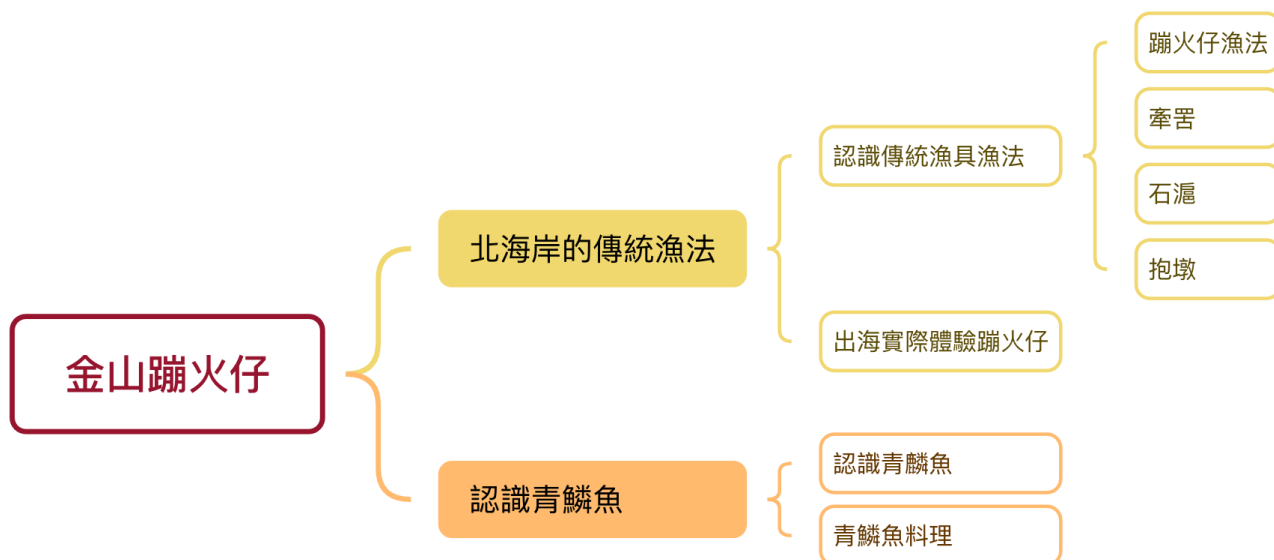 金山蹦火仔
北海岸的傳統漁法
認識傳統漁具漁法
蹦火仔漁法
牽罟
石滬
抱墩
出海實際體驗蹦火仔
認識青鱗魚
認識青麟魚
青鱗魚料理